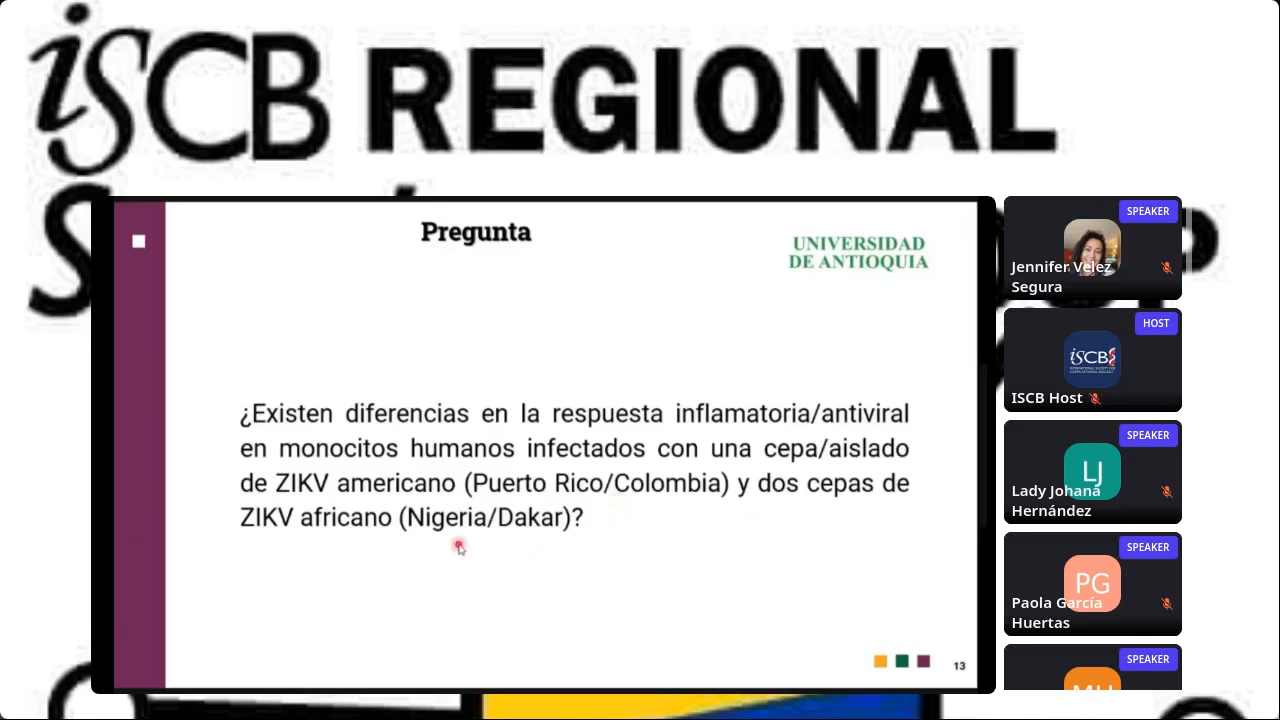 iSCB REGIONAL
Pregunta
UNIVERSIDAD
DE ANTIOQUIA
¿Existen diferencias en la respuesta inflamatoria/antiviral
en monocitos humanos infectados con una cepa/aislado
de ZIKV americano (Puerto Rico/Colombia) y dos cepas de
ZIKV africano (Nigeria/Dakar)?
13
SPEAKER
Jennifer Velez
Segura
HOST
iSCB
ISCB Host
SPEAKER
LJ
Lady Johana
Hernández
SPEAKER
PG
Paola García
Huertas
SPEAKER